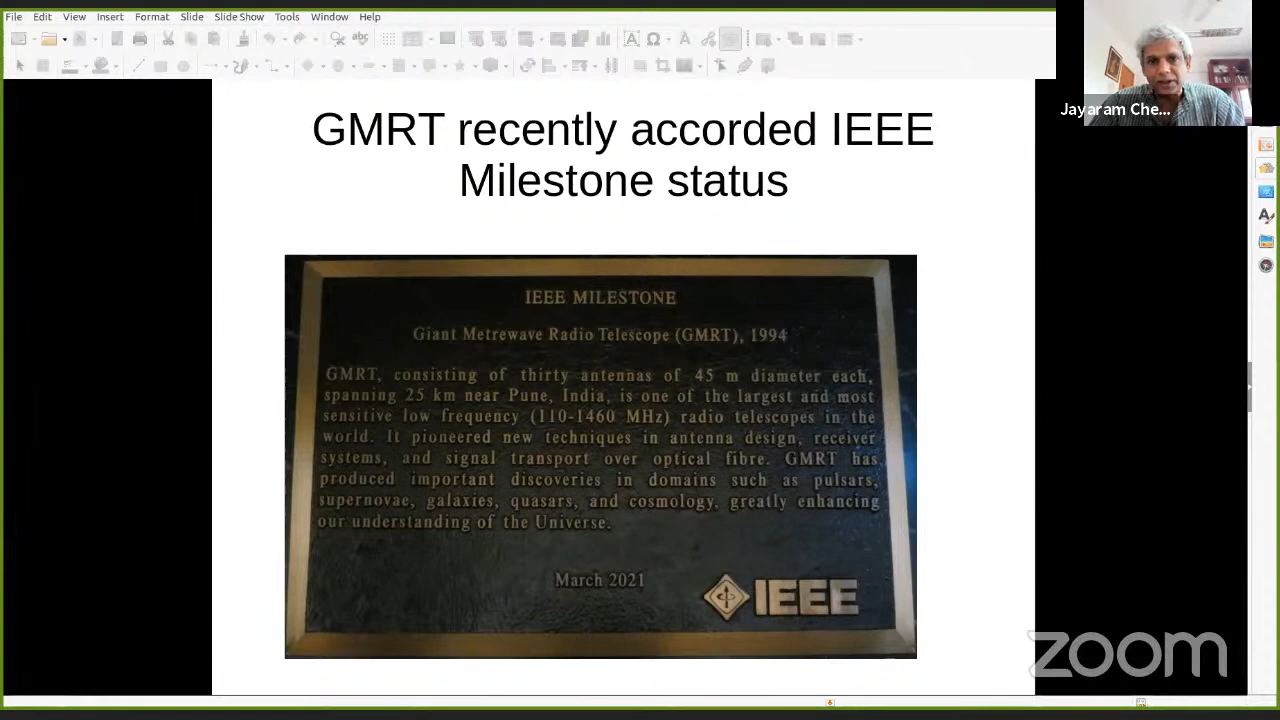 File Edit View Insert Format Slide Slide Show Tools Window Help
Jayaram Che...
GMRT recently accorded IEEE
Milestone status
IEEE MILESTONE
Giant Metrewave Radio Telescope (GMRT), 1994
GMRT, consisting of thirty antennas of 45 m diameter each,
spanning 25 km near Pune, India, is one of the largest and most
sensitive low frequency (110-1460 MHz) radio telescopes in the
world. It pioneered new techniques in antenna design, receiver
systems, and signal transport over optical fibre. GMRT has
produced important discoveries in domains such as pulsars,
supernovae, galaxies, quasars, and cosmology, greatly enhancing
our understanding of the Universe.
March 2021
IEEE
zoom